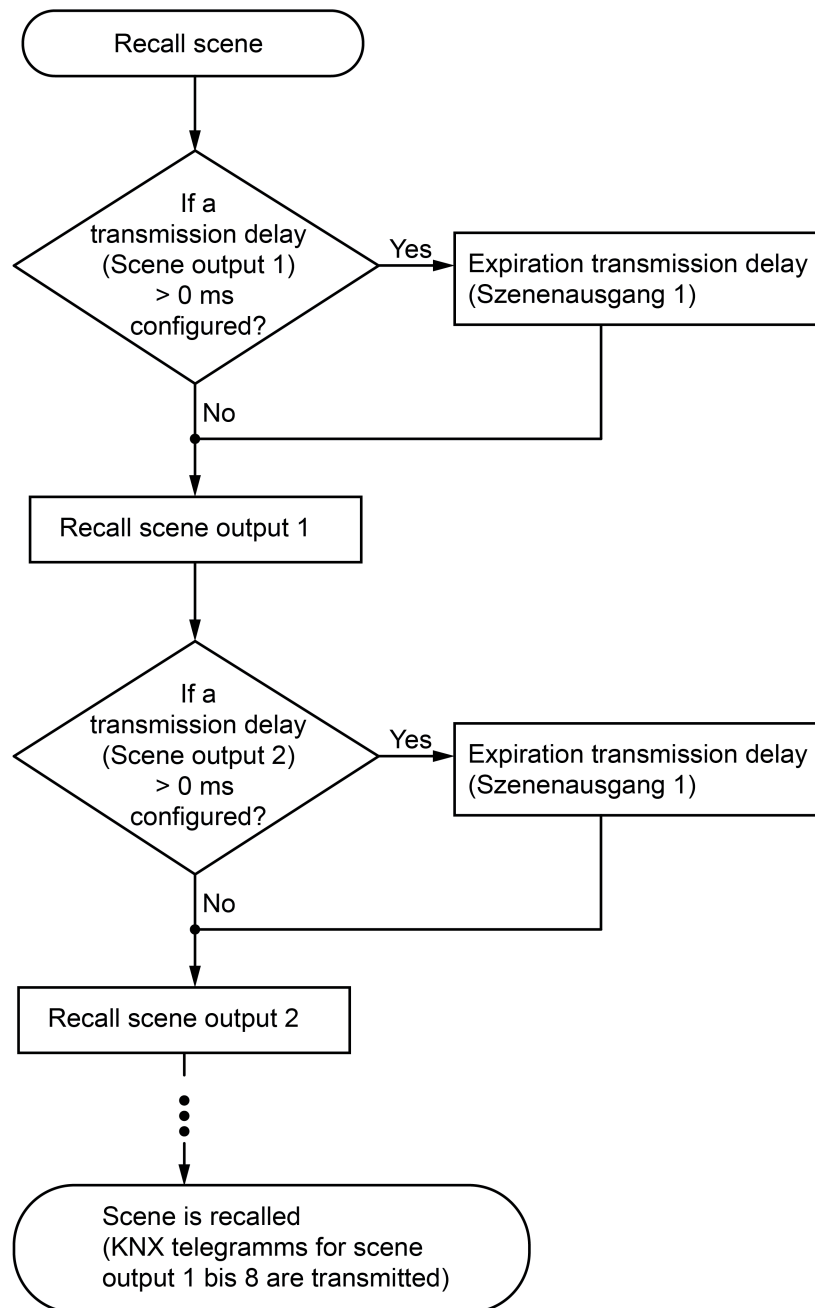 Recall scene
If a
transmission delay
(Scene output 1)
> 0 ms
configured?
Yes
Expiration transmission delay
(Szenenausgang 1)
No
Recall scene output 1
If a
transmission delay
(Scene output 2)
> 0 ms
configured?
Yes
Expiration transmission delay
(Szenenausgang 1)
No
Recall scene output 2
Scene is recalled
(KNX telegramms for scene
output 1 bis 8 are transmitted)